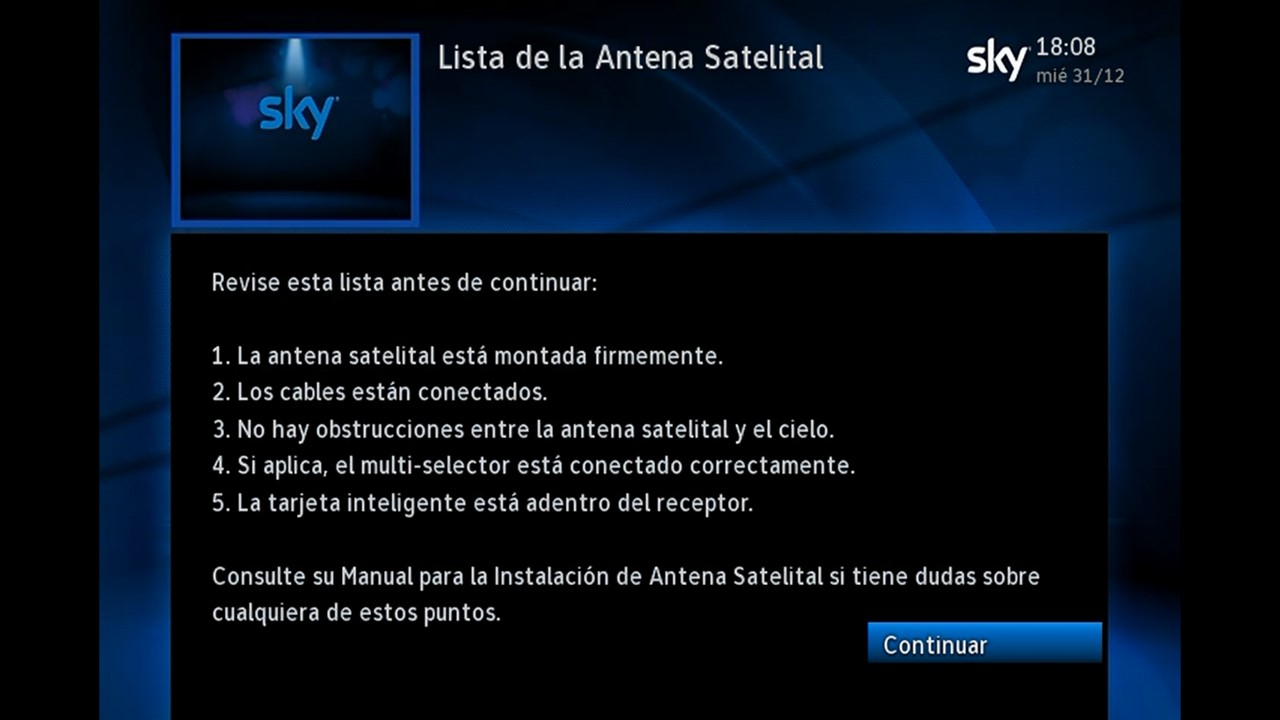 Lista de la Antena Satelital
sky 18:08
mié 31/12
sky
Revise esta lista antes de continuar:
1. La antena satelital está montada firmemente.
2. Los cables están conectados.
3. No hay obstrucciones entre la antena satelital y el cielo.
4. Si aplica, el multi-selector está conectado correctamente.
5. La tarjeta inteligente está adentro del receptor.
Consulte su Manual para la Instalación de Antena Satelital si tiene dudas sobre
cualquiera de estos puntos.
Continuar